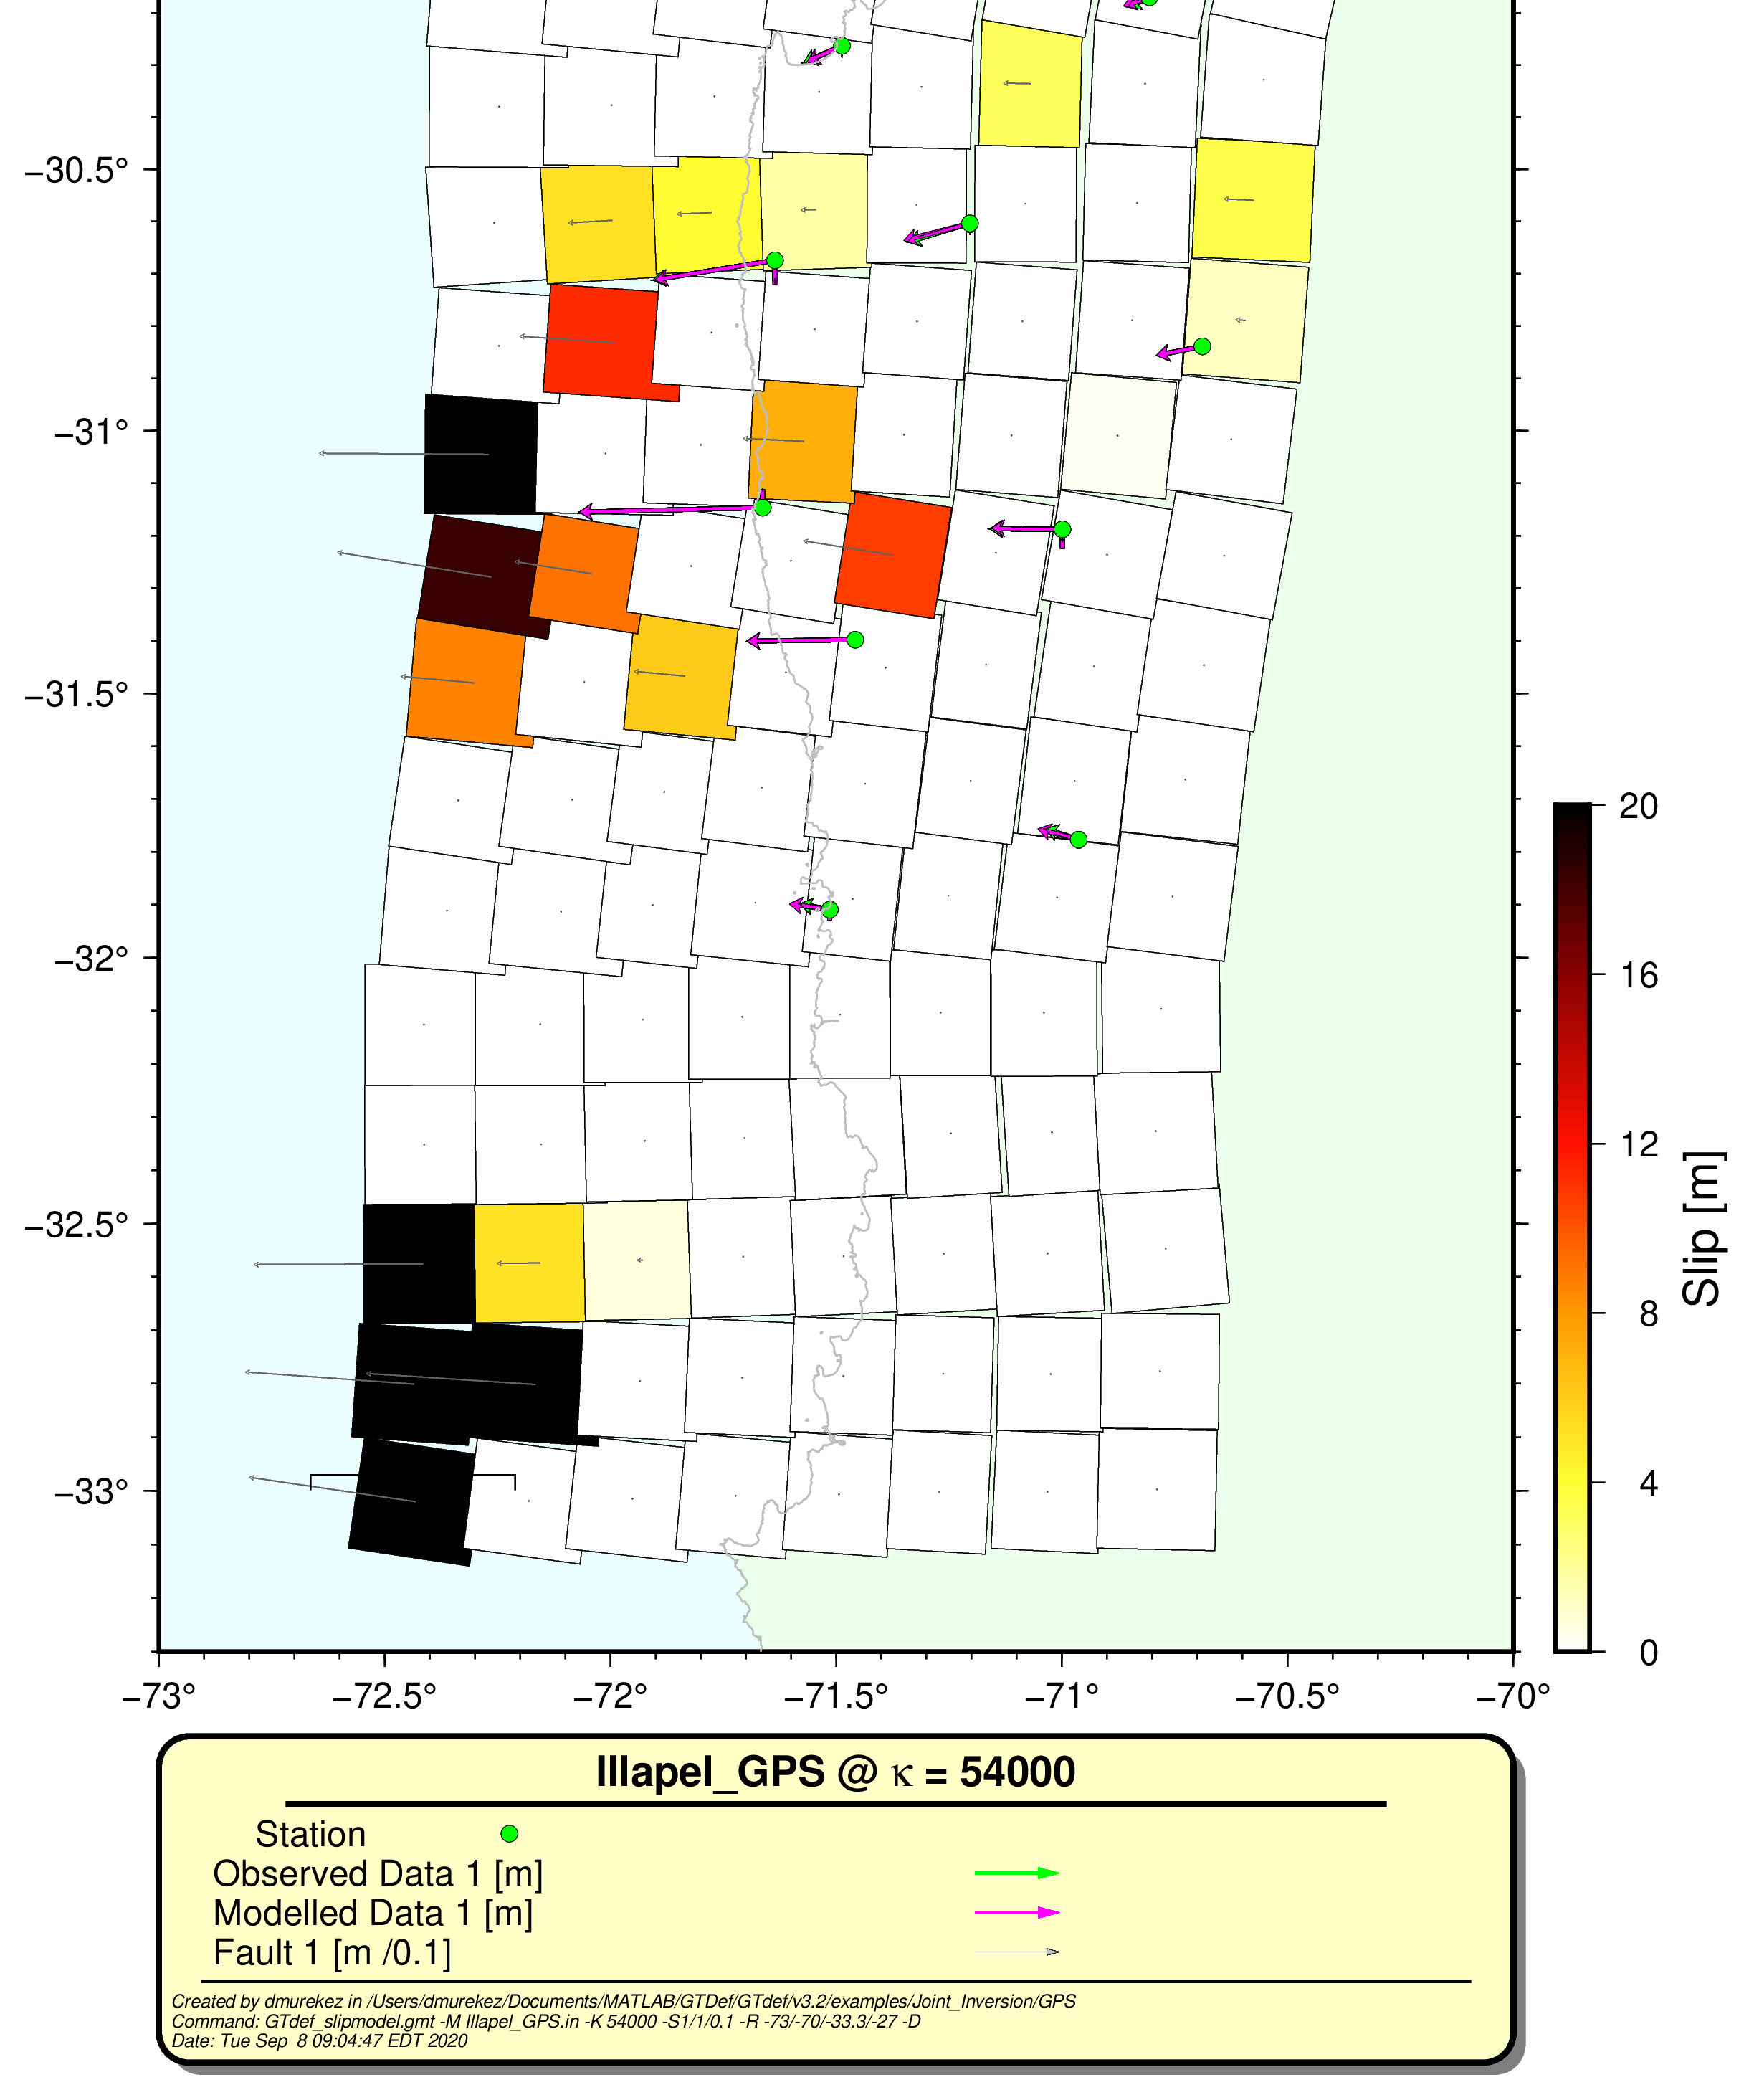 −30.5°
−31°
−31.5°
−32°
−32.5°
−33°
20
16
12
8
4
0
Slip [m]
−73°
−72.5°
−72°
−71.5°
−71°
−70.5°
−70°
Illapel_GPS @ κ = 54000
Station
Observed Data 1 [m]
Modelled Data 1 [m]
Fault 1 [m /0.1]
Created by dmurekez in /Users/dmurekez/Documents/MATLAB/GTDef/GTdef/v3.2/examples/Joint_Inversion/GPS
Command: GTdef_slipmodel.gmt -M Illapel_GPS.in -K 54000 -S1/1/0.1 -R -73/-70/-33.3/-27 -D
Date: Tue Sep  8 09:04:47 EDT 2020